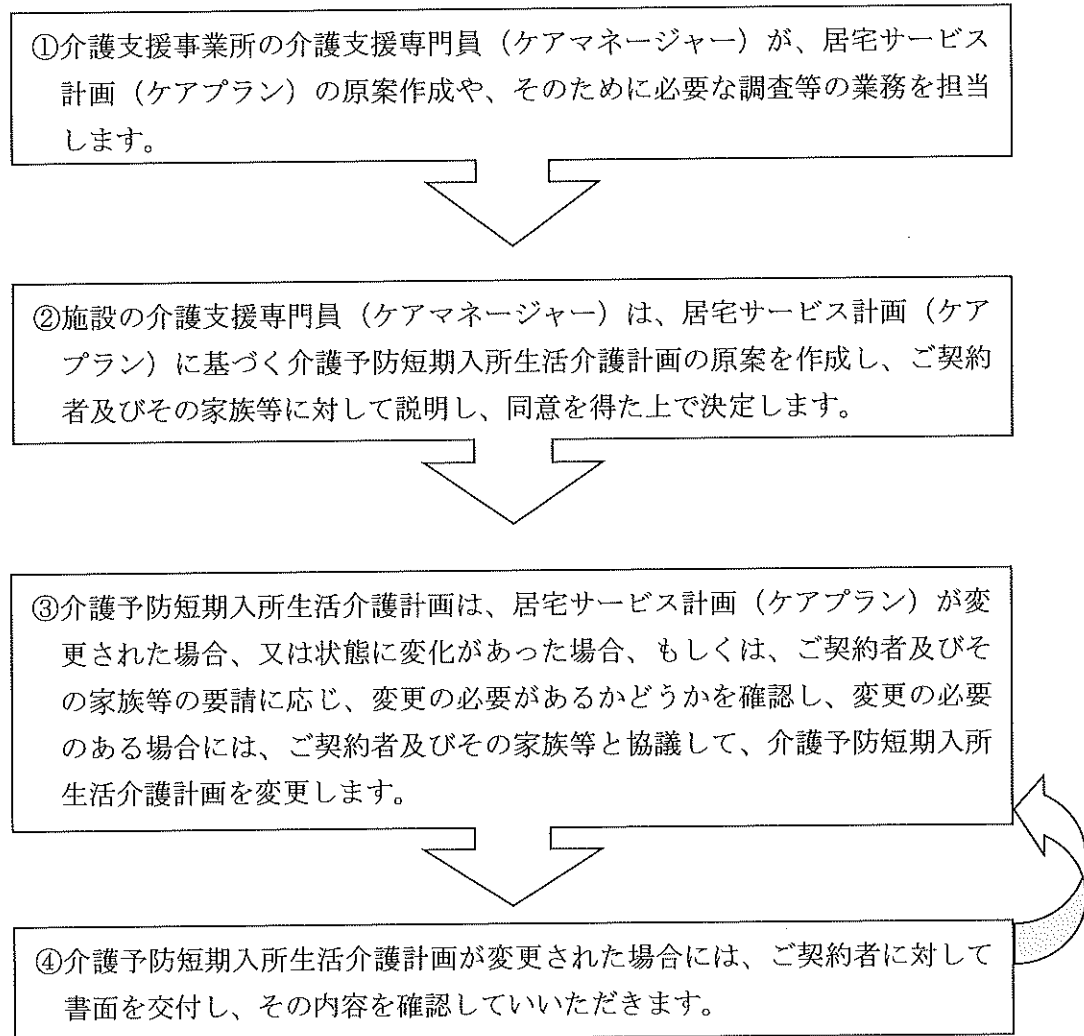 ①介護支援事業所の介護支援専門員（ケアマネージャー）が、居宅サービス
計画（ケアプラン）の原案作成や、そのために必要な調査等の業務を担当
します。
②施設の介護支援専門員（ケアマネージャー）は、居宅サービス計画（ケア
プラン）に基づく介護予防短期入所生活介護計画の原案を作成し、ご契約
者及びその家族等に対して説明し、同意を得た上で決定します。
③介護予防短期入所生活介護計画は、居宅サービス計画（ケアプラン）が変
更された場合、又は状態に変化があった場合、もしくは、ご契約者及びそ
の家族等の要請に応じ、変更の必要があるかどうかを確認し、変更の必要
のある場合には、ご契約者及びその家族等と協議して、介護予防短期入所
生活介護計画を変更します。
④介護予防短期入所生活介護計画が変更された場合には、ご契約者に対して
書面を交付し、その内容を確認していいただきます。